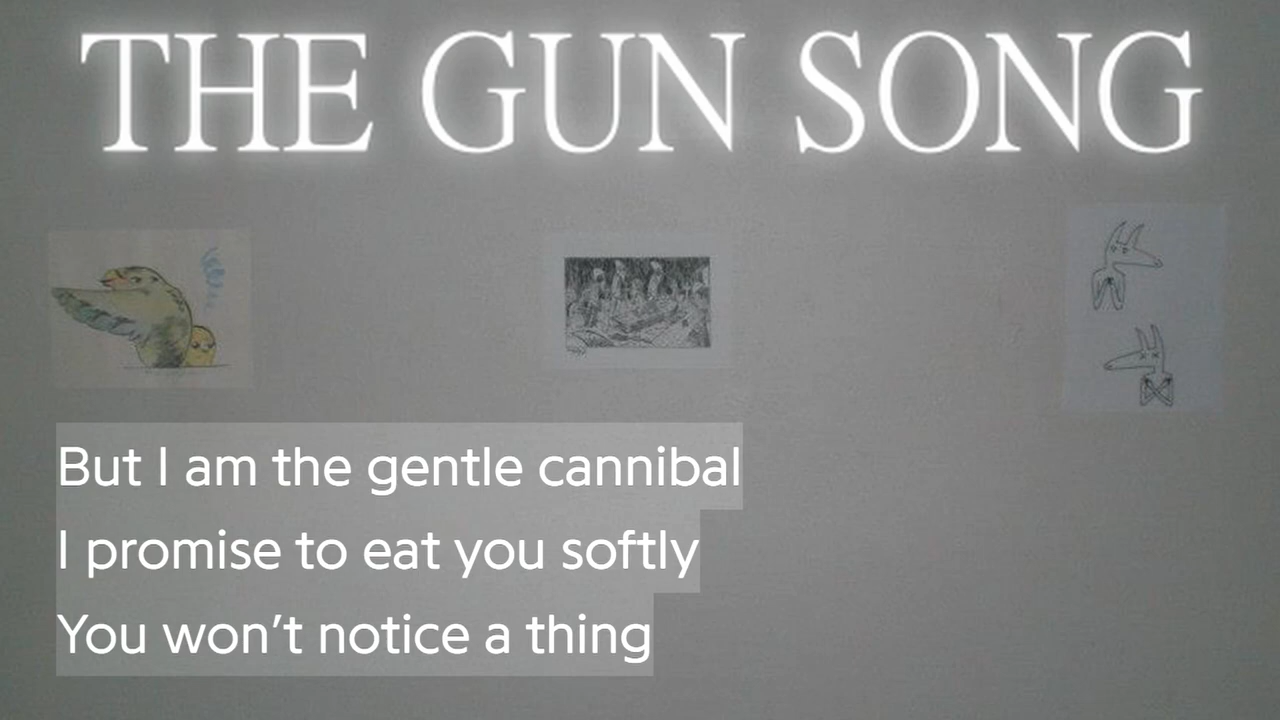 THE GUN SONG
But I am the gentle cannibal
I promise to eat you softly
You won’t notice a thing